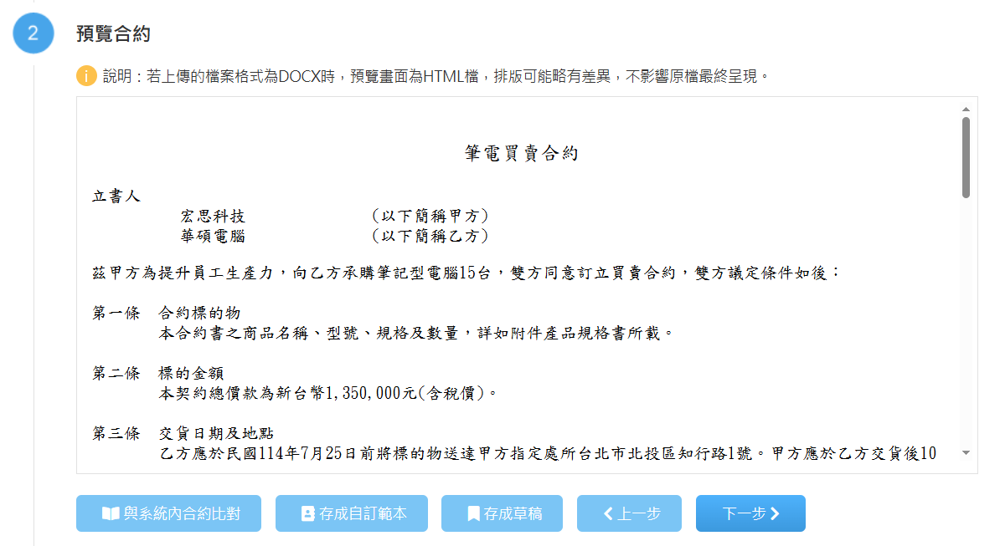 2
預覽合約
說明：若上傳的檔案格式為DOCX時，預覽畫面為HTML檔，排版可能略有差異，不影響原檔最終呈現。
筆電買賣合約
立書人
宏思科技 （以下簡稱甲方）
華碩電腦 （以下簡稱乙方）
茲甲方為提升員工生產力，向乙方承購筆記型電腦15台，雙方同意訂立買賣合約，雙方議定條件如後：
第一條 合約標的物
本合約書之商品名稱、型號、規格及數量，詳如附件產品規格書所載。
第二條 標的金額
本契約總價款為新台幣1,350,000元(含稅價)。
第三條 交貨日期及地點
乙方應於民國114年7月25日前將標的物送達甲方指定處所台北市北投區知行路1號。甲方應於乙方交貨後10
與系統內合約比對 存成自訂範本 存成草稿 上一步 下一步